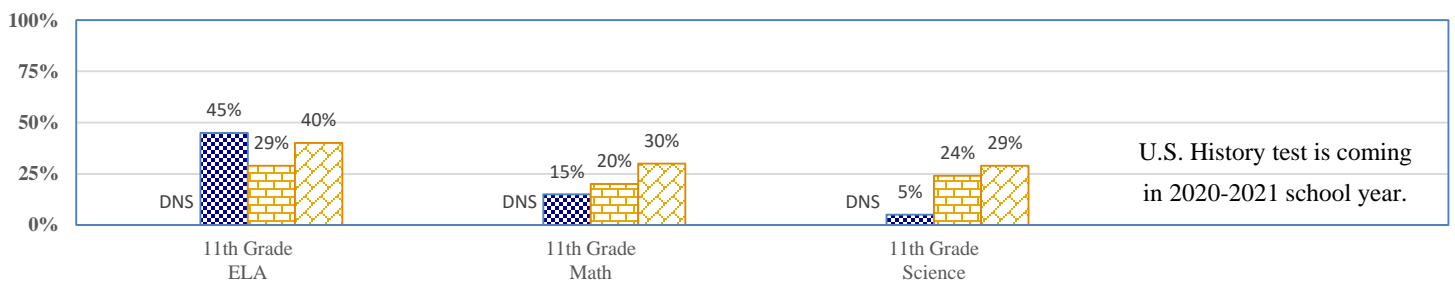 100%
75%
50%
25%
0%
DNS
45%
29%
40%
DNS
15%
20%
30%
DNS
5%
24%
29%
11th Grade
ELA
11th Grade
Math
11th Grade
Science
U.S. History test is coming
in 2020-2021 school year.